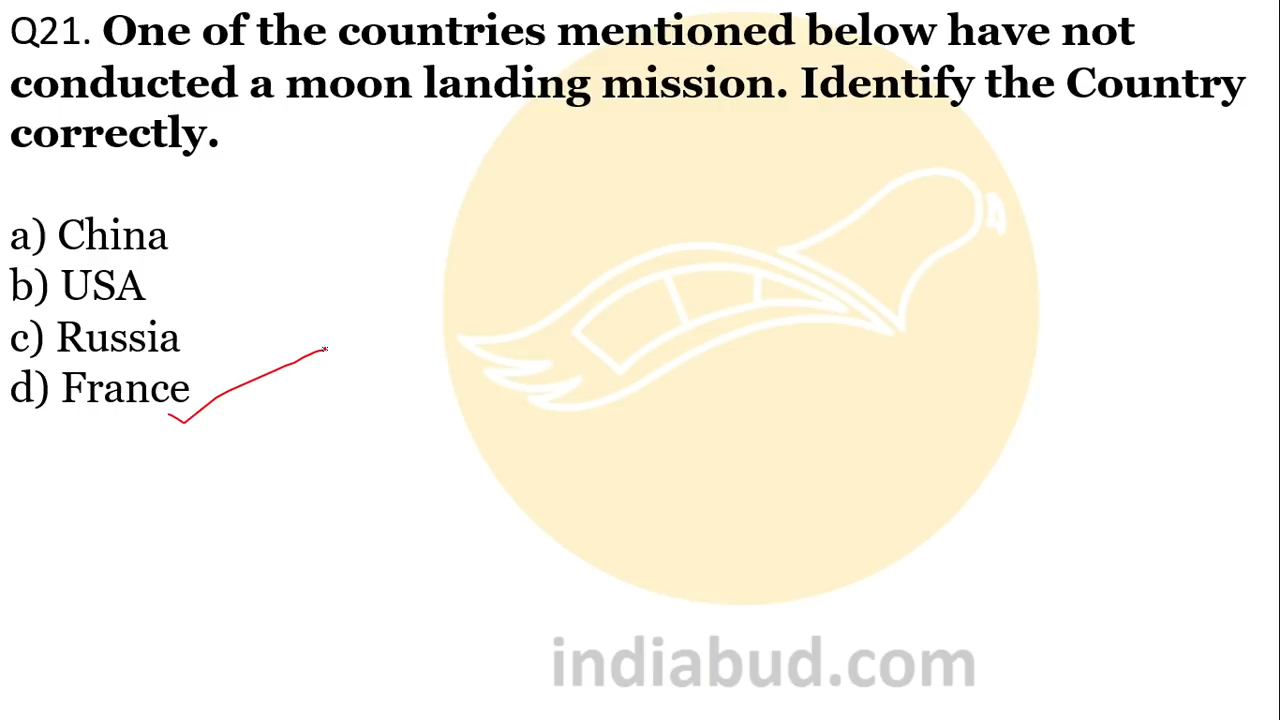 Q21. One of the countries mentioned below have not
conducted a moon landing mission. Identify the Country
correctly.
a) China
b) USA
c) Russia
d) France
indiabud.com